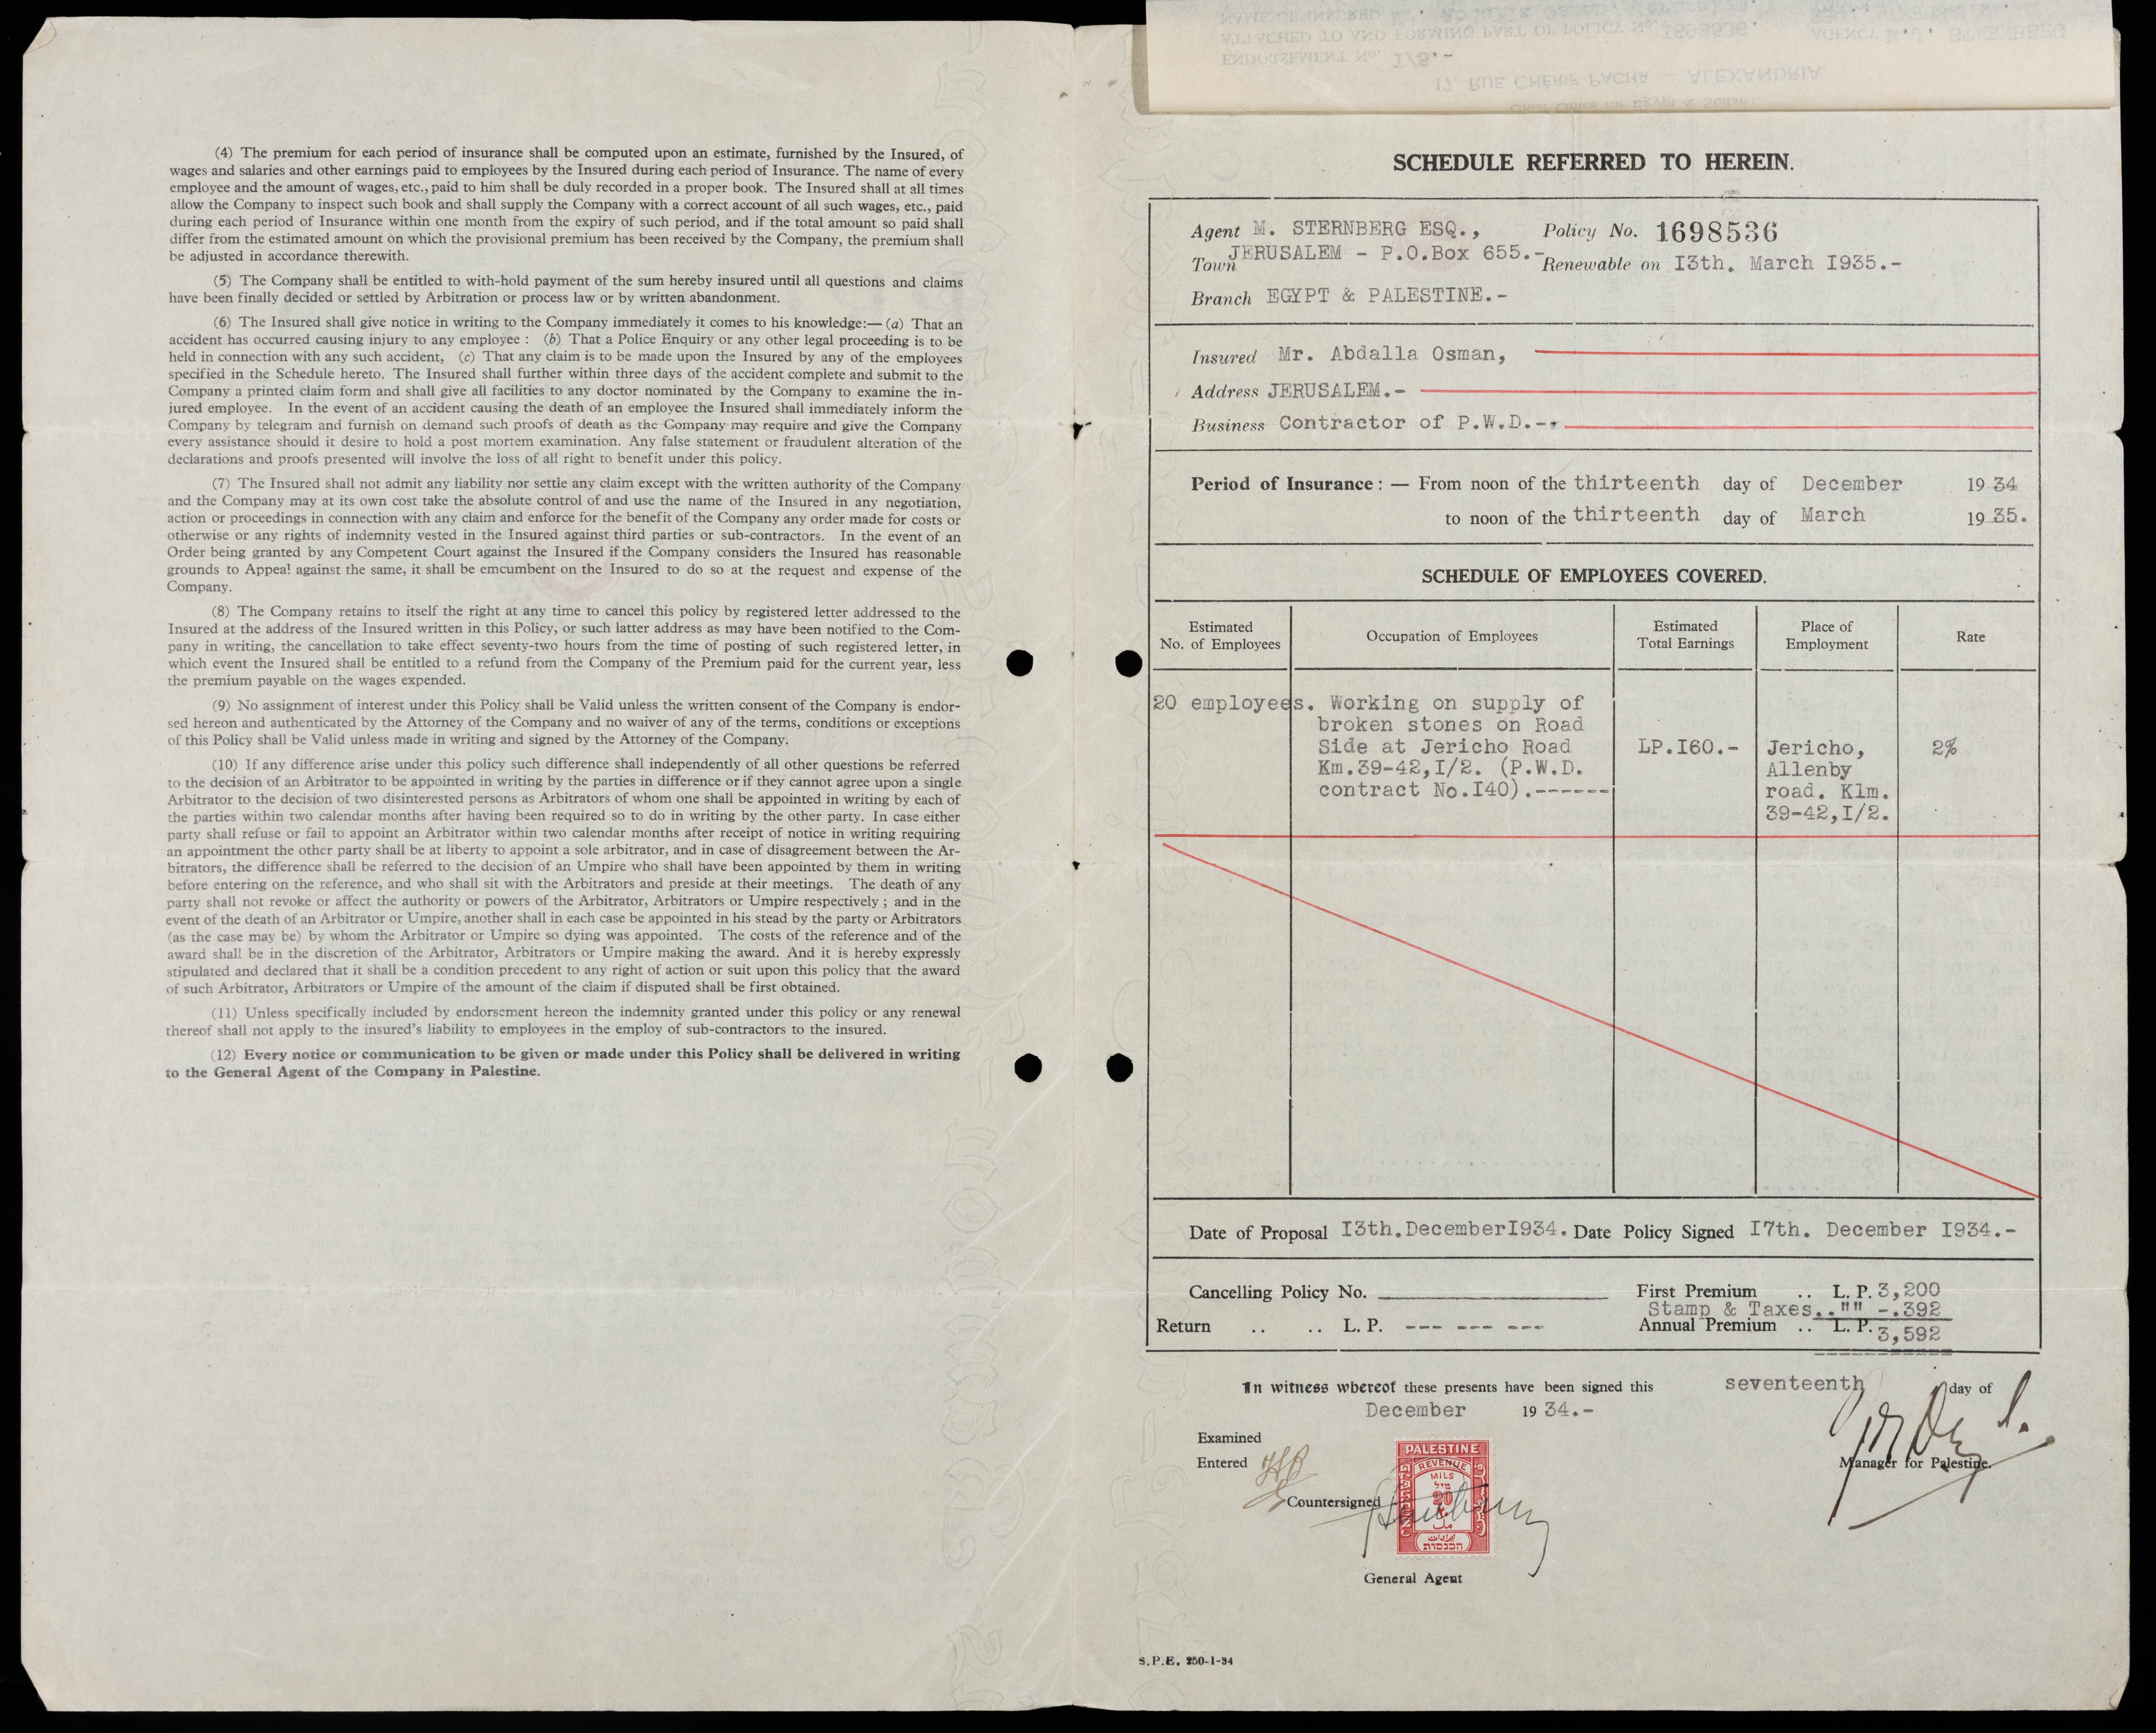 (4) The premium for each period of insurance shall be computed upon an estimate, furnished by the Insured, of
wages and salaries and other earnings paid to employees by the Insured during each period of Insurance. The name of every
employee and the amount of wages, etc., paid to him shall be duly recorded in a proper book. The Insured shall at all times
allow the Company to inspect such book and shall supply the Company with a correct account of all such wages, etc., paid
during each period of Insurance within one month from the expiry of such period, and if the total amount so paid shall
differ from the estimated amount on which the provisional premium has been received by the Company, the premium shall
be adjusted in accordance therewith.
(5) The Company shall be entitled to with-hold payment of the sum hereby insured until all questions and claims
have been finally decided or settled by Arbitration or process law or by written abandonment.
(6) The Insured shall give notice in writing to the Company immediately it comes to his knowledge:— (a) That an
accident has occurred causing injury to any employee : (b) That a Police Enquiry or any other legal proceeding is to be
held in connection with any such accident, (c) That any claim is to be made upon the Insured by any of the employees
specified in the Schedule hereto. The Insured shall further within three days of the accident complete and submit to the
Company a printed claim form and shall give all facilities to any doctor nominated by the Company to examine the in-
jured employee. In the event of an accident causing the death of an employee the Insured shall immediately inform the
Company by telegram and furnish on demand such proofs of death as the Company may require and give the Company
every assistance should it desire to hold a post mortem examination. Any false statement or fraudulent alteration of the
declarations and proofs presented will involve the loss of all right to benefit under this policy.
(7) The Insured shall not admit any liability nor settle any claim except with the written authority of the Company
and the Company may at its own cost take the absolute control of and use the name of the Insured in any negotiation,
action or proceedings in connection with any claim and enforce for the benefit of the Company any order made for costs or
otherwise or any rights of indemnity vested in the Insured against third parties or sub-contractors. In the event of an
Order being granted by any Competent Court against the Insured if the Company considers the Insured has reasonable
grounds to Appeal against the same, it shall be emcumbent on the Insured to do so at the request and expense of the
Company.
(8) The Company retains to itself the right at any time to cancel this policy by registered letter addressed to the
Insured at the address of the Insured written in this Policy, or such latter address as may have been notified to the Com-
pany in writing, the cancellation to take effect seventy-two hours from the time of posting of such registered letter, in
which event the Insured shall be entitled to a refund from the Company of the Premium paid for the current year, less
the premium payable on the wages expended.
(9) No assignment of interest under this Policy shall be Valid unless the written consent of the Company is endor-
sed hereon and authenticated by the Attorney of the Company and no waiver of any of the terms, conditions or exceptions
of this Policy shall be Valid unless made in writing and signed by the Attorney of the Company.
(10) If any difference arise under this policy such difference shall independently of all other questions be referred
to the decision of an Arbitrator to be appointed in writing by the parties in difference or if they cannot agree upon a single
Arbitrator to the decision of two disinterested persons as Arbitrators of whom one shall be appointed in writing by each of
the parties within two calendar months after having been required so to do in writing by the other party. In case either
party shall refuse or fail to appoint an Arbitrator within two calendar months after receipt of notice in writing requiring
an appointment the other party shall be at liberty to appoint a sole arbitrator, and in case of disagreement between the Ar-
bitrators, the difference shall be referred to the decision of an Umpire who shall have been appointed by them in writing
before entering on the reference, and who shall sit with the Arbitrators and preside at their meetings. The death of any
party shall not revoke or affect the authority or powers of the Arbitrator, Arbitrators or Umpire respectively ; and in the
event of the death of an Arbitrator or Umpire, another shall in each case be appointed in his stead by the party or Arbitrators
(as the case may be) by whom the Arbitrator or Umpire so dying was appointed. The costs of the reference and of the
award shall be in the discretion of the Arbitrator, Arbitrators or Umpire making the award. And it is hereby expressly
stipulated and declared that it shall be a condition precedent to any right of action or suit upon this policy that the award
of such Arbitrator, Arbitrators or Umpire of the amount of the claim if disputed shall be first obtained.
(11) Unless specifically included by endorsement hereon the indemnity granted under this policy or any renewal
thereof shall not apply to the insured's liability to employees in the employ of sub-contractors to the insured.
(12) Every notice or communication to be given or made under this Policy shall be delivered in writing
to the General Agent of the Company in Palestine.
SCHEDULE REFERRED TO HEREIN.
Agent M. STERNBERG ESQ., Policy No. 1698536
Town JERUSALEM - P.O.Box 655.- Renewable on I3th. March I935.-
Branch EGYPT & PALESTINE.-
Insured Mr. Abdalla Osman,
Address JERUSALEM.-
Business Contractor of P.W.D.-.
Period of Insurance : — From noon of the thirteenth day of December 19 34
to noon of the thirteenth day of March 19 35.
SCHEDULE OF EMPLOYEES COVERED.
Estimated No. of Employees Occupation of Employees Estimated Total Earnings Place of Employment Rate
20 employees. Working on supply of
broken stones on Road
Side at Jericho Road LP.I60.- Jericho, 2%
Km.39-42,I/2. (P.W.D. Allenby
contract No.I40).------ road. Klm.
39-42,I/2.
Date of Proposal I3th.DecemberI934. Date Policy Signed I7th. December I934.-
Cancelling Policy No. First Premium .. L. P. 3,200
Stamp & Taxes.."" -.392
Return .. .. L. P. --- --- --- Annual Premium .. L. P. 3,592
In witness whereof these presents have been signed this seventeenth day of
December 19 34.-
Examined
Entered
Manager for Palestine.
Countersigned
PALESTINE
REVENUE
MILS
מיל
20
مل
ايرادات
הכנסות
General Agent
S.P.E. 250-1-34